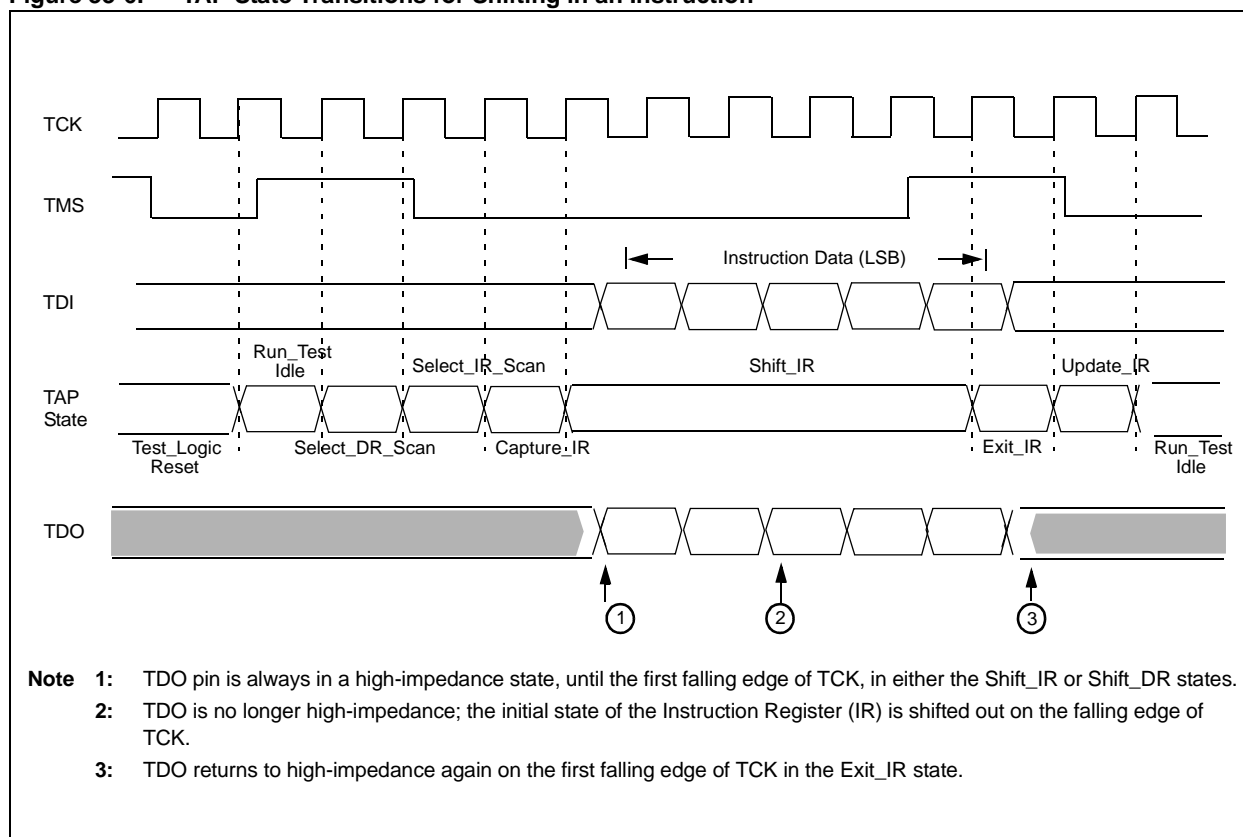 TCK
TMS
Instruction Data (LSB)
TDI
Run_Test
Idle
Select_IR_Scan
Shift_IR
Update_IR
TAP
State
Test_Logic
Reset
Select_DR_Scan
Capture_IR
Exit_IR
Run_Test
Idle
TDO
1
2
3
Note 1: TDO pin is always in a high-impedance state, until the first falling edge of TCK, in either the Shift_IR or Shift_DR states.
2: TDO is no longer high-impedance; the initial state of the Instruction Register (IR) is shifted out on the falling edge of
TCK.
3: TDO returns to high-impedance again on the first falling edge of TCK in the Exit_IR state.